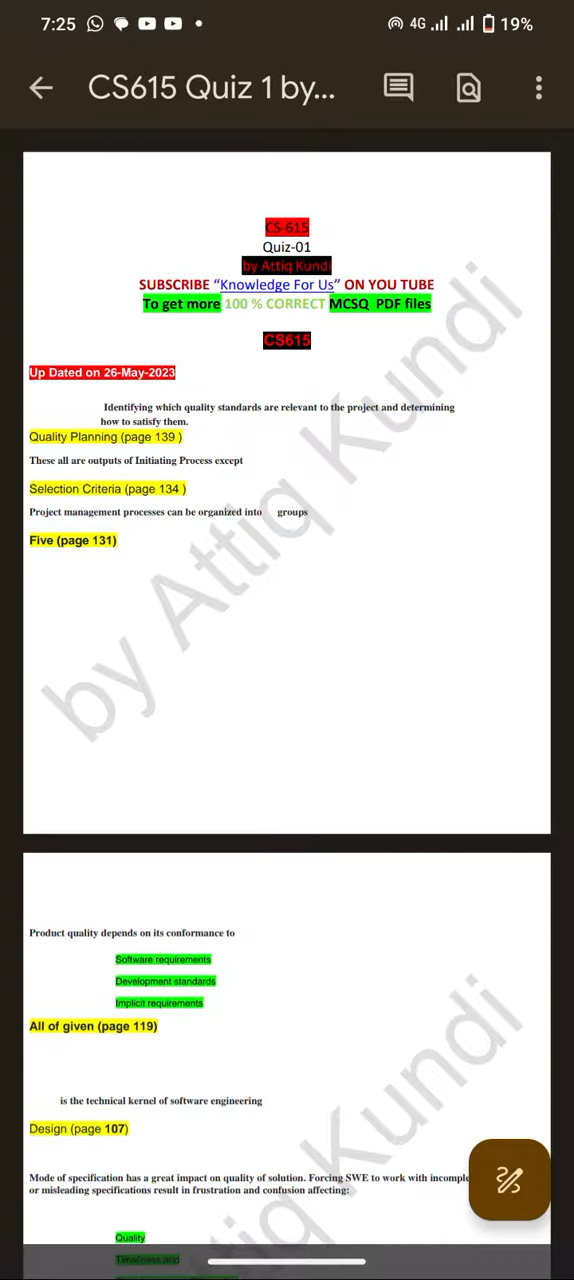 7:25 4G 19%
CS615 Quiz 1 by...
CS-615
Quiz-01
by Attiq Kundi
SUBSCRIBE “Knowledge For Us” ON YOU TUBE
To get more 100 % CORRECT MCSQ PDF files
CS615
Up Dated on 26-May-2023
Identifying which quality standards are relevant to the project and determining
how to satisfy them.
Quality Planning (page 139 )
These all are outputs of Initiating Process except
Selection Criteria (page 134 )
Project management processes can be organized into groups
Five (page 131)
by Attiq Kundi
Product quality depends on its conformance to
Software requirements
Development standards
Implicit requirements
All of given (page 119)
is the technical kernel of software engineering
Design (page 107)
Mode of specification has a great impact on quality of solution. Forcing SWE to work with incomple
or misleading specifications result in frustration and confusion affecting:
Quality
Timeliness and
Kundi